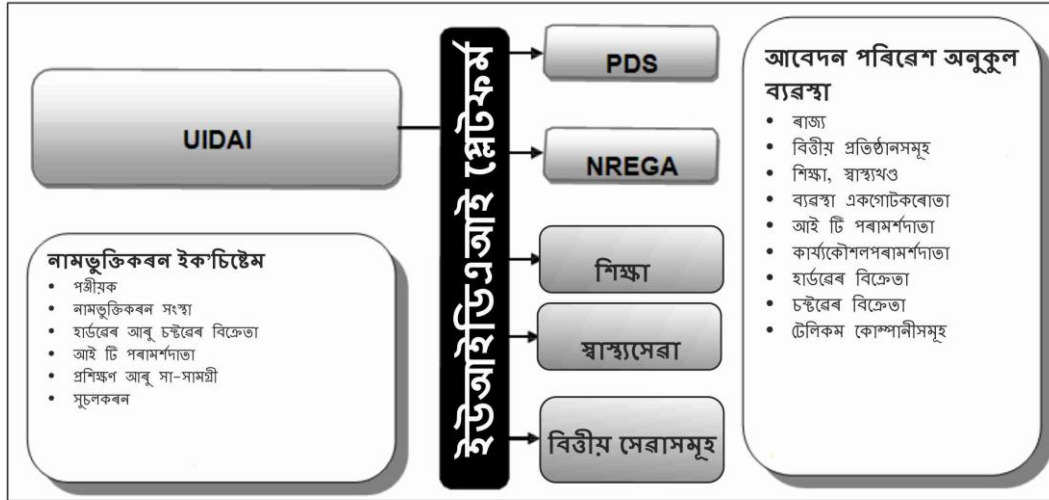 UIDAI
নামভুক্তিকৰন ইক'চিষ্টেম
• পঞ্জীয়ক
• নামভুক্তিকৰন সংস্থা
• হাৰ্ডৱেৰ আৰু চফ্টৱেৰ বিক্ৰেতা
• আই টি পৰামৰ্শদাতা
• প্ৰশিক্ষণ আৰু সা-সামগ্ৰী
• সুচলকৰন
ইউআইডিএআই প্লেটফৰ্ম
PDS
NREGA
শিক্ষা
স্বাস্থ্যসেৱা
বিত্তীয় সেৱাসমূহ
আবেদন পৰিৱেশ অনুকুল
ব্যৱস্থা
• ৰাজ্য
• বিত্তীয় প্ৰতিষ্ঠানসমূহ
• শিক্ষা, স্বাস্থ্যখণ্ড
• ব্যৱস্থা একগোটকৰোতা
• আই টি পৰামৰ্শদাতা
• কাৰ্য্যকৌশলপৰামৰ্শদাতা
• হাৰ্ডৱেৰ বিক্ৰেতা
• চফ্টৱেৰ বিক্ৰেতা
• টেলিকম কোম্পানীসমূহ